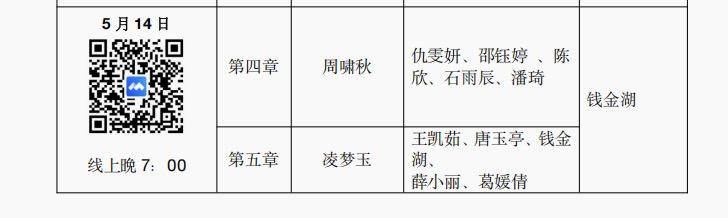 5 月 14 日
线上晚 7：00
第四章
周啸秋
仇雯妍、邵钰婷 、陈
欣、石雨辰、潘琦
钱金湖
第五章
凌梦玉
王凯茹、唐玉亭、钱金
湖、
薛小丽、葛媛倩